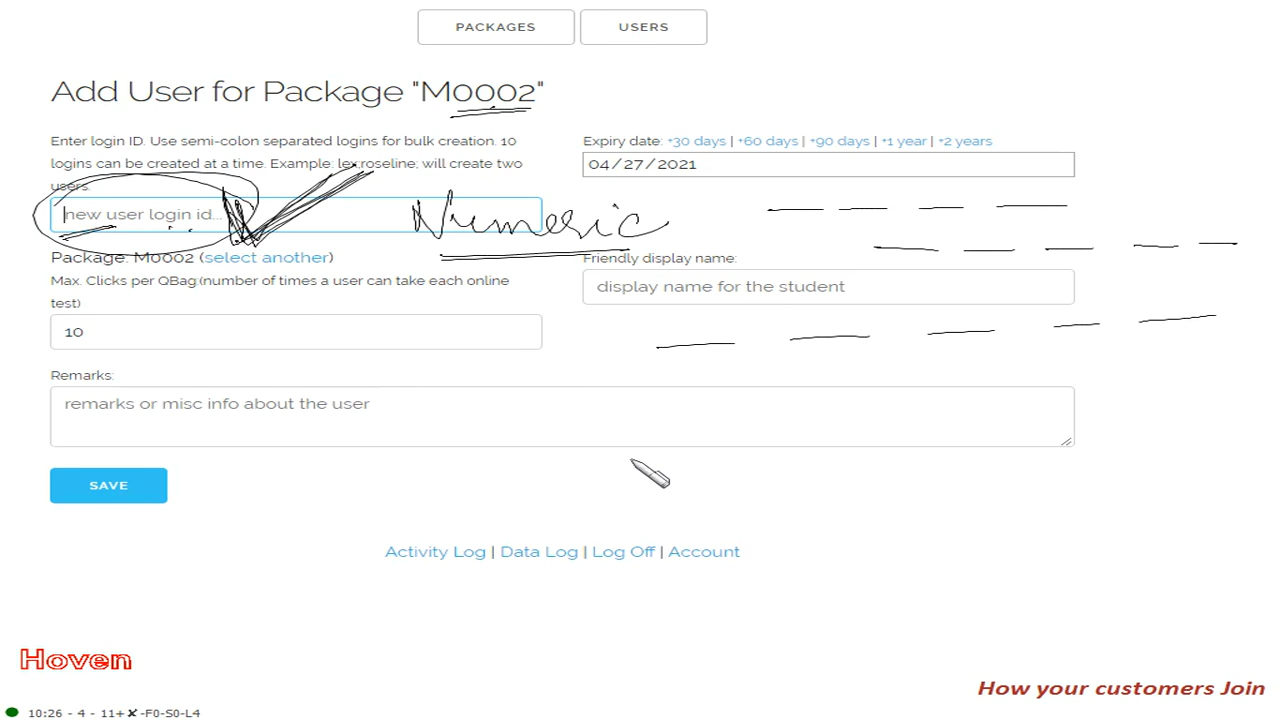 PACKAGES USERS
Add User for Package "M0002"
Enter login ID. Use semi-colon separated logins for bulk creation. 10
logins can be created at a time. Example: lex;roseline; will create two
users.
new user login id...
Expiry date: +30 days | +60 days | +90 days | +1 year | +2 years
04/27/2021
Numeric
Package: M0002 (select another)
Max. Clicks per QBag:(number of times a user can take each online
test)
10
Friendly display name:
display name for the student
Remarks:
remarks or misc info about the user
SAVE
Activity Log | Data Log | Log Off | Account
Hoven
How your customers Join
10:26 - 4 - 11+✗-F0-S0-L4